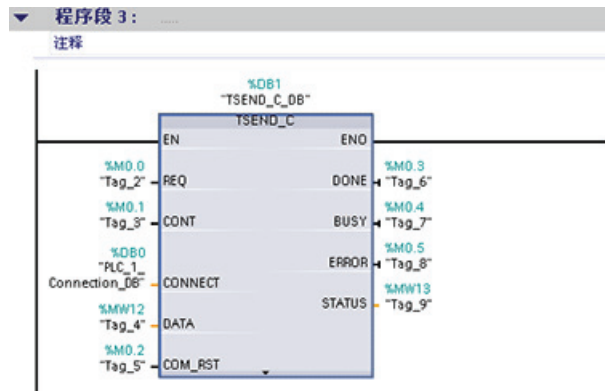 程序段 3： .....
注释
%DB1
"TSEND_C_DB"
TSEND_C
EN ENO
%M0.0
"Tag_2" REQ
%M0.1
"Tag_3" CONT
%DB0
"PLC_1_
Connection_DB" CONNECT
%MW12
"Tag_4" DATA
%M0.2
"Tag_5" COM_RST
%M0.3
DONE "Tag_6"
%M0.4
BUSY "Tag_7"
%M0.5
ERROR "Tag_8"
%MW13
STATUS "Tag_9"